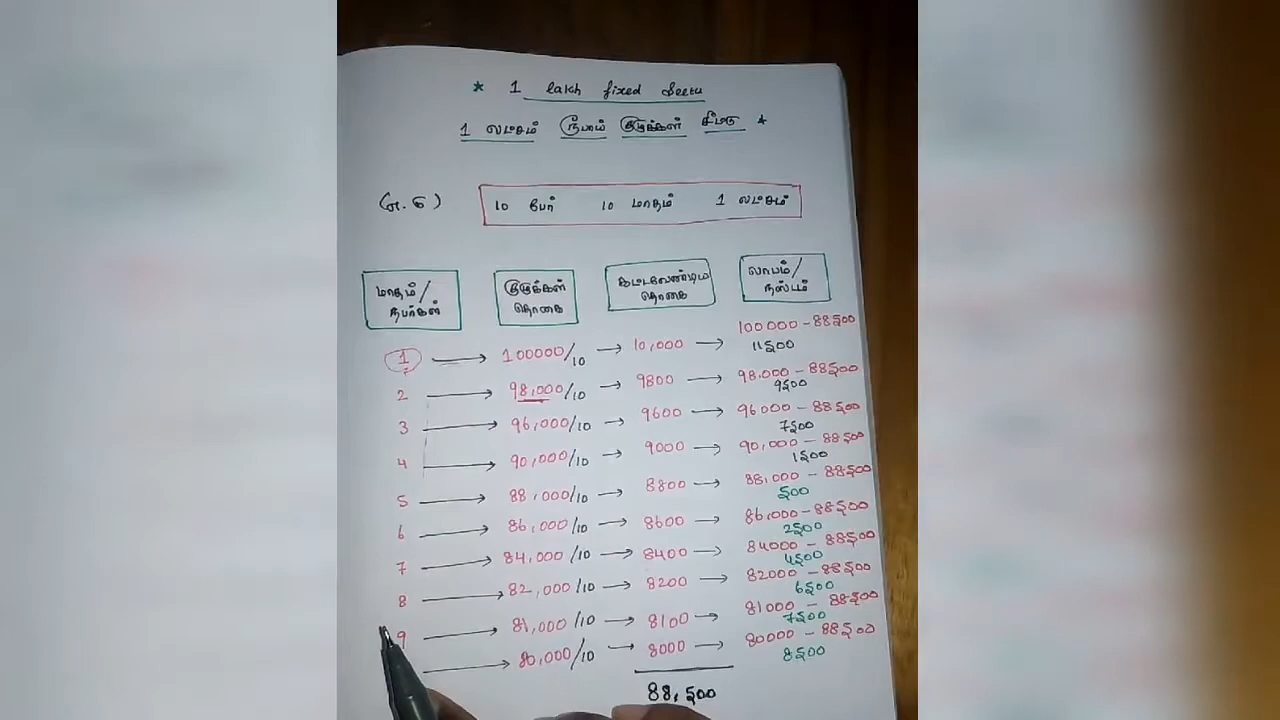 * 1 lakh fixed Seetu
1 லட்சம் ரூபாய் குலுக்கள் சீட்டு *
(எ.கா) 10 பேர் 10 மாதம் 1 லட்சம்
மாதம்/ நபர்கள்
குலுக்கள் தொகை
கட்டவேண்டிய தொகை
லாபம்/ நஸ்டம்
1 → 100000/10 → 10,000 → 100000 - 88500
11500
2 → 98,000/10 → 9800 → 98,000 - 88500
9500
3 → 96,000/10 → 9600 → 96000 - 88500
7500
4 → 90,000/10 → 9000 → 90,000 - 88500
1500
5 → 88,000/10 → 8800 → 88,000 - 88500
500
6 → 86,000/10 → 8600 → 86,000 - 88500
2500
7 → 84,000/10 → 8400 → 84000 - 88500
4500
8 → 82,000/10 → 8200 → 82000 - 88500
6500
9 → 81,000/10 → 8100 → 81000 - 88500
7500
→ 80,000/10 → 8000 → 80000 - 88500
8500
88,500